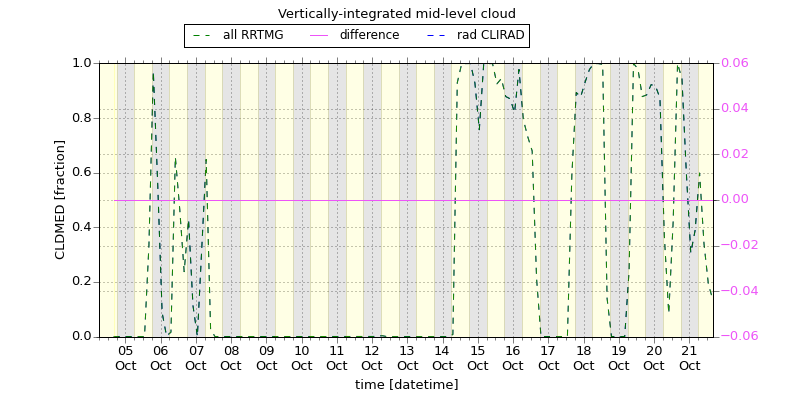 Vertically-integrated mid-level cloud
all RRTMG difference rad CLIRAD
1.0
0.8
0.6
0.4
0.2
0.0
CLDMED [fraction]
0.06
0.04
0.02
0.00
−0.02
−0.04
−0.06
05 06 07 08 09 10 11 12 13 14 15 16 17 18 19 20 21
Oct Oct Oct Oct Oct Oct Oct Oct Oct Oct Oct Oct Oct Oct Oct Oct Oct
time [datetime]